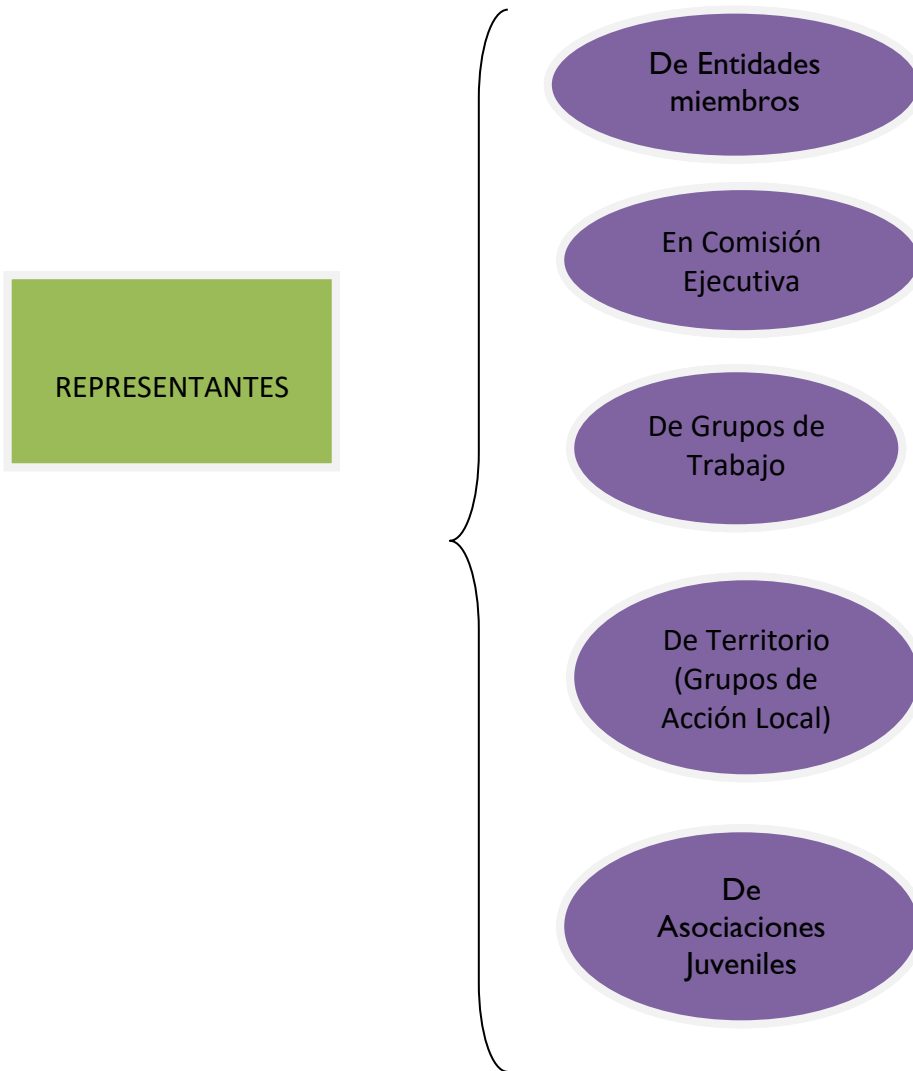 REPRESENTANTES
De Entidades
miembros
En Comisión
Ejecutiva
De Grupos de
Trabajo
De Territorio
(Grupos de
Acción Local)
De
Asociaciones
Juveniles